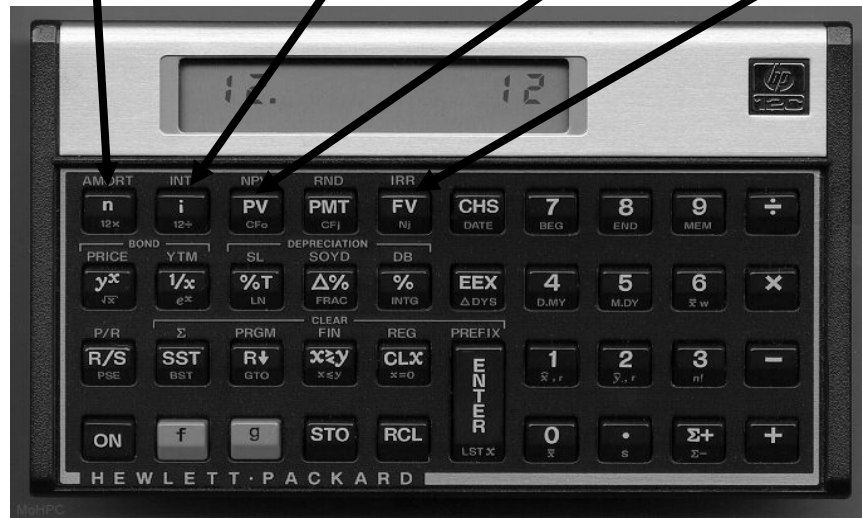 12. 12
hp
12C
AMORT INT NPV RND IRR
n i PV PMT FV CHS 7 8 9 ÷
12× 12÷ CFo CFj Nj DATE BEG END MEM
BOND DEPRECIATION
PRICE YTM SL SOYD DB
yx 1/x %T Δ% % EEX 4 5 6 ×
√x ex LN FRAC INTG ΔDYS D.MY M.DY x̄w
CLEAR
P/R Σ PRGM FIN REG PREFIX
R/S SST R↓ x≷y CLx ENTER 1 2 3 −
PSE BST GTO x≤y x=0 x̂,r ŷ,r n!
ON f g STO RCL 0 • Σ+ +
LSTx x̄ s Σ−
HEWLETT·PACKARD
MoHPC